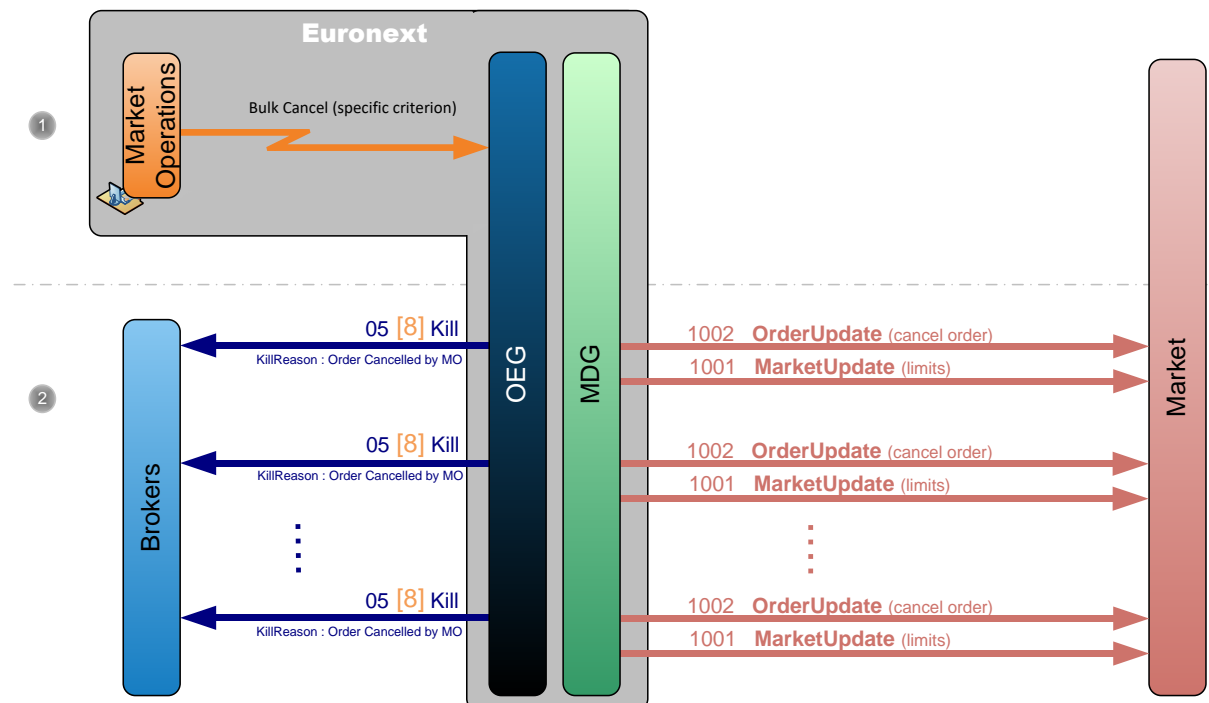 Euronext
Market
Operations
Bulk Cancel (specific criterion)
1
OEG
MDG
Market
2
Brokers
05 [8] Kill
KillReason : Order Cancelled by MO
1002 OrderUpdate (cancel order)
1001 MarketUpdate (limits)
05 [8] Kill
KillReason : Order Cancelled by MO
1002 OrderUpdate (cancel order)
1001 MarketUpdate (limits)
05 [8] Kill
KillReason : Order Cancelled by MO
1002 OrderUpdate (cancel order)
1001 MarketUpdate (limits)